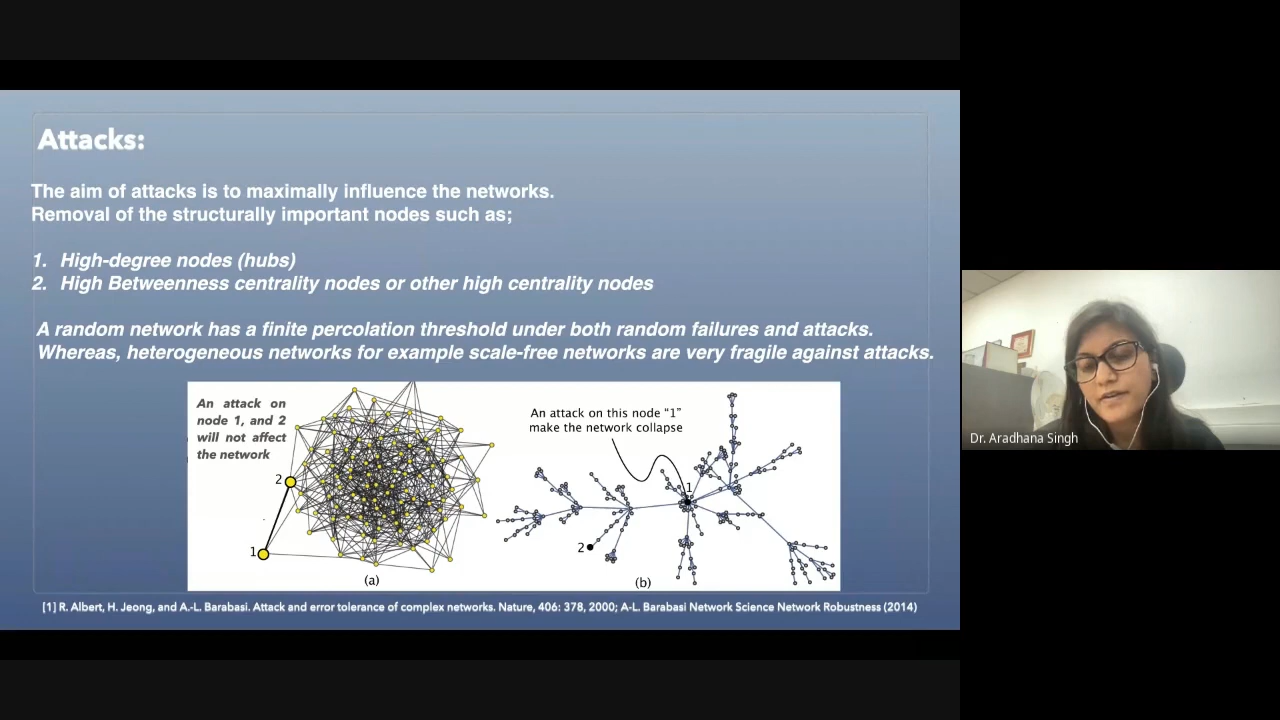 Attacks:
The aim of attacks is to maximally influence the networks.
Removal of the structurally important nodes such as;
1. High-degree nodes (hubs)
2. High Betweenness centrality nodes or other high centrality nodes
A random network has a finite percolation threshold under both random failures and attacks.
Whereas, heterogeneous networks for example scale-free networks are very fragile against attacks.
An attack on
node 1, and 2
will not affect
the network
2
1
(a)
An attack on this node “1”
make the network collapse
1
2
(b)
[1] R. Albert, H. Jeong, and A.-L. Barabasi. Attack and error tolerance of complex networks. Nature, 406: 378, 2000; A-L. Barabasi Network Science Network Robustness (2014)
Dr. Aradhana Singh